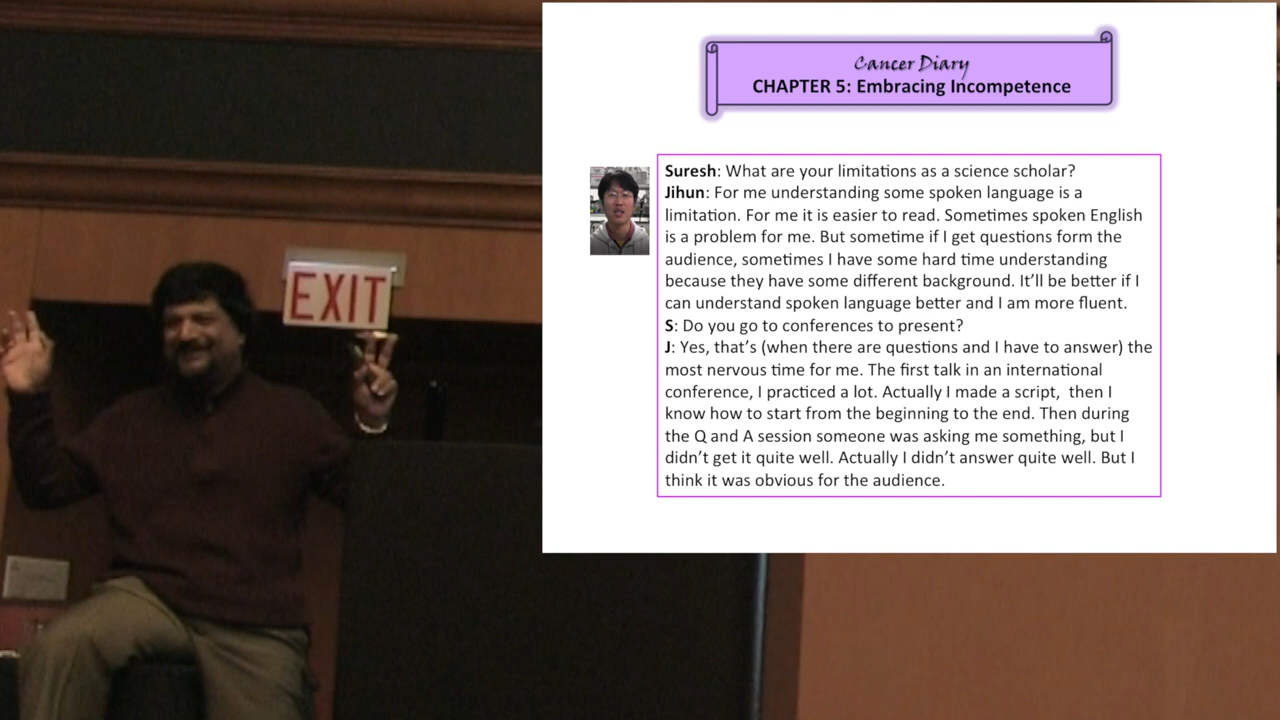 Cancer Diary
CHAPTER 5: Embracing Incompetence
Suresh: What are your limitations as a science scholar?
Jihun: For me understanding some spoken language is a
limitation. For me it is easier to read. Sometimes spoken English
is a problem for me. But sometime if I get questions form the
audience, sometimes I have some hard time understanding
because they have some different background. It’ll be better if I
can understand spoken language better and I am more fluent.
S: Do you go to conferences to present?
J: Yes, that’s (when there are questions and I have to answer) the
most nervous time for me. The first talk in an international
conference, I practiced a lot. Actually I made a script, then I
know how to start from the beginning to the end. Then during
the Q and A session someone was asking me something, but I
didn’t get it quite well. Actually I didn’t answer quite well. But I
think it was obvious for the audience.
EXIT